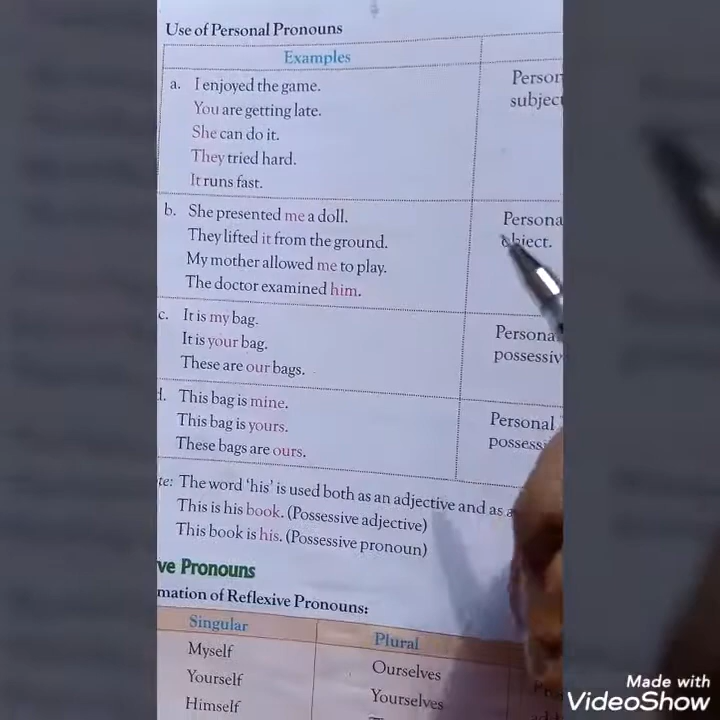 Use of Personal Pronouns
Examples
a. I enjoyed the game.
You are getting late.
She can do it.
They tried hard.
It runs fast.
Person
subject
b. She presented me a doll.
They lifted it from the ground.
My mother allowed me to play.
The doctor examined him.
Persona
object.
c. It is my bag.
It is your bag.
These are our bags.
Persona
possessiv
d. This bag is mine.
This bag is yours.
These bags are ours.
Personal
possess
te: The word 'his' is used both as an adjective and as a
This is his book. (Possessive adjective)
This book is his. (Possessive pronoun)
ve Pronouns
mation of Reflexive Pronouns:
Singular Plural
Myself Ourselves
Yourself Yourselves
Himself
Made with
VideoShow